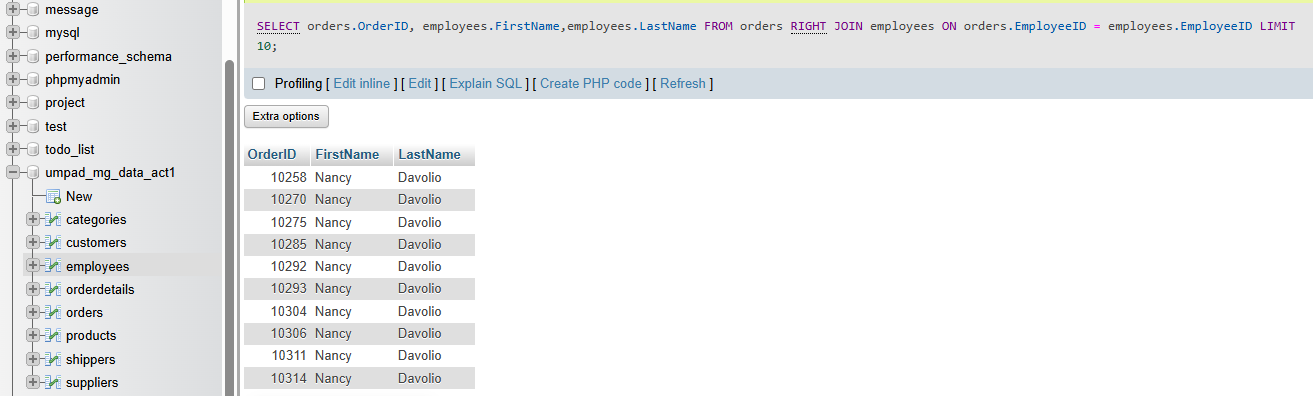 message
mysql
performance_schema
phpmyadmin
project
test
todo_list
umpad_mg_data_act1
New
categories
customers
employees
orderdetails
orders
products
shippers
suppliers
SELECT orders.OrderID, employees.FirstName,employees.LastName FROM orders RIGHT JOIN employees ON orders.EmployeeID = employees.EmployeeID LIMIT
10;
Profiling [ Edit inline ] [ Edit ] [ Explain SQL ] [ Create PHP code ] [ Refresh ]
Extra options
OrderID FirstName LastName
10258 Nancy Davolio
10270 Nancy Davolio
10275 Nancy Davolio
10285 Nancy Davolio
10292 Nancy Davolio
10293 Nancy Davolio
10304 Nancy Davolio
10306 Nancy Davolio
10311 Nancy Davolio
10314 Nancy Davolio